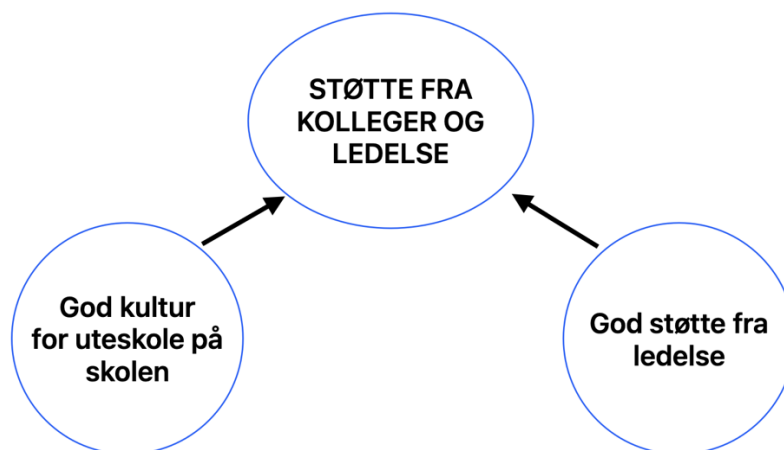 STØTTE FRA
KOLLEGER OG
LEDELSE
God kultur
for uteskole på
skolen
God støtte fra
ledelse